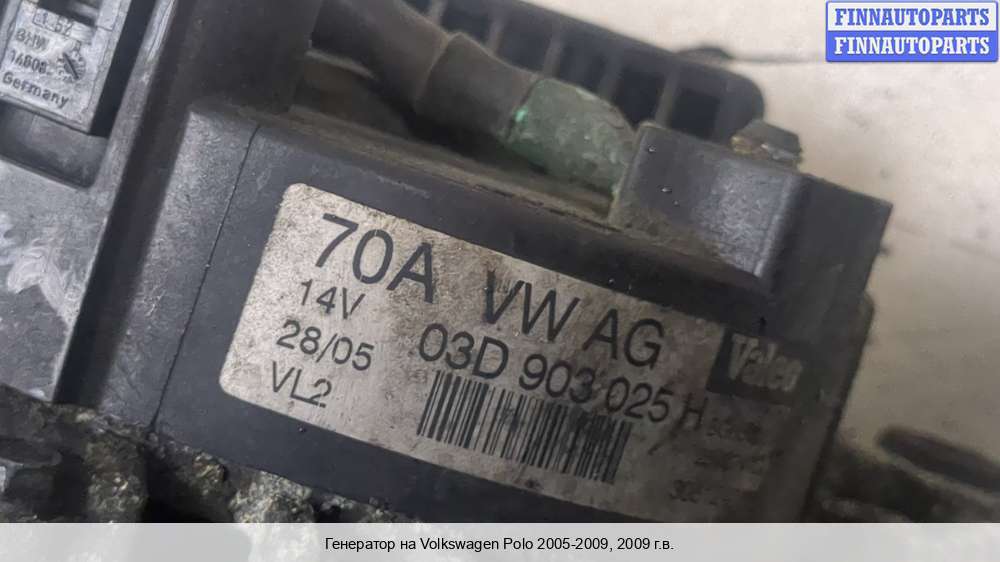 FINNAUTOPARTS
FINNAUTOPARTS
Germany
70A VW AG
14V
28/05 03D 903 025 H
VL2
Valeo
Генератор на Volkswagen Polo 2005-2009, 2009 г.в.